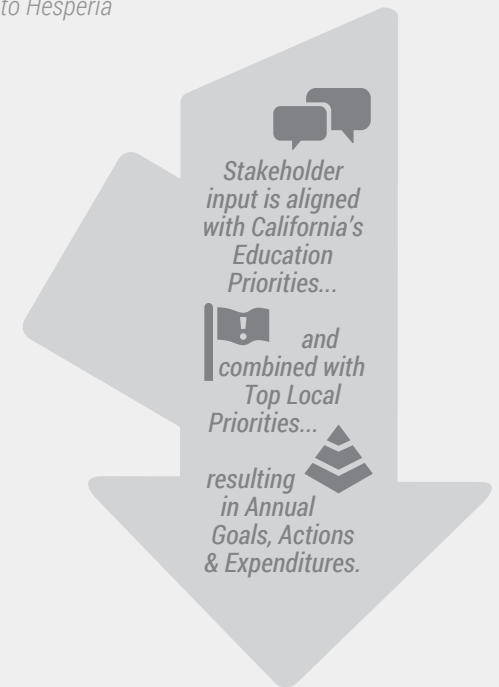 to Hesperia
Stakeholder
input is aligned
with California's
Education
Priorities...
!
and
combined with
Top Local
Priorities...
resulting
in Annual
Goals, Actions
& Expenditures.